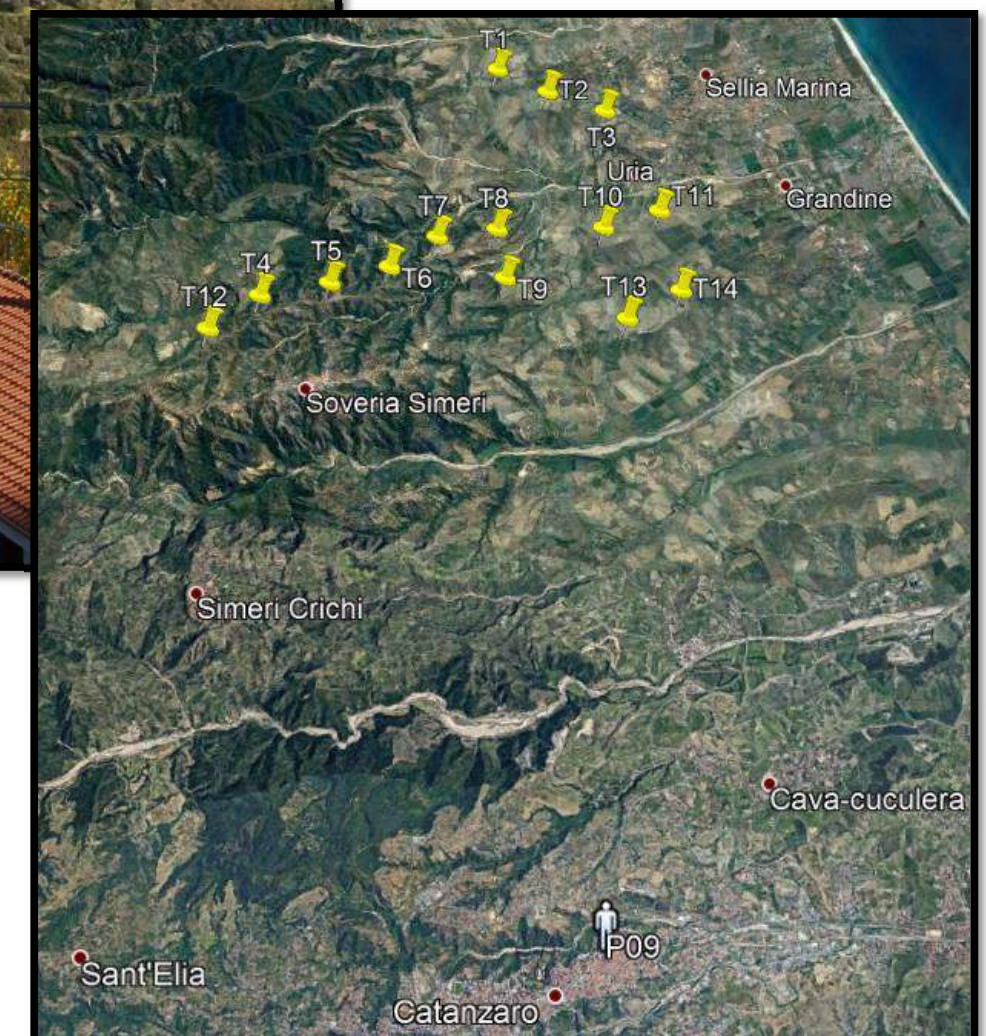 T1
T2
Sellia Marina
T3
Uria
T10
T11
Grandine
T7
T8
T5
T4
T6
T9
T12
T13
T14
Soveria Simeri
Simeri Crichi
Cava-cuculera
P09
Sant'Elia
Catanzaro